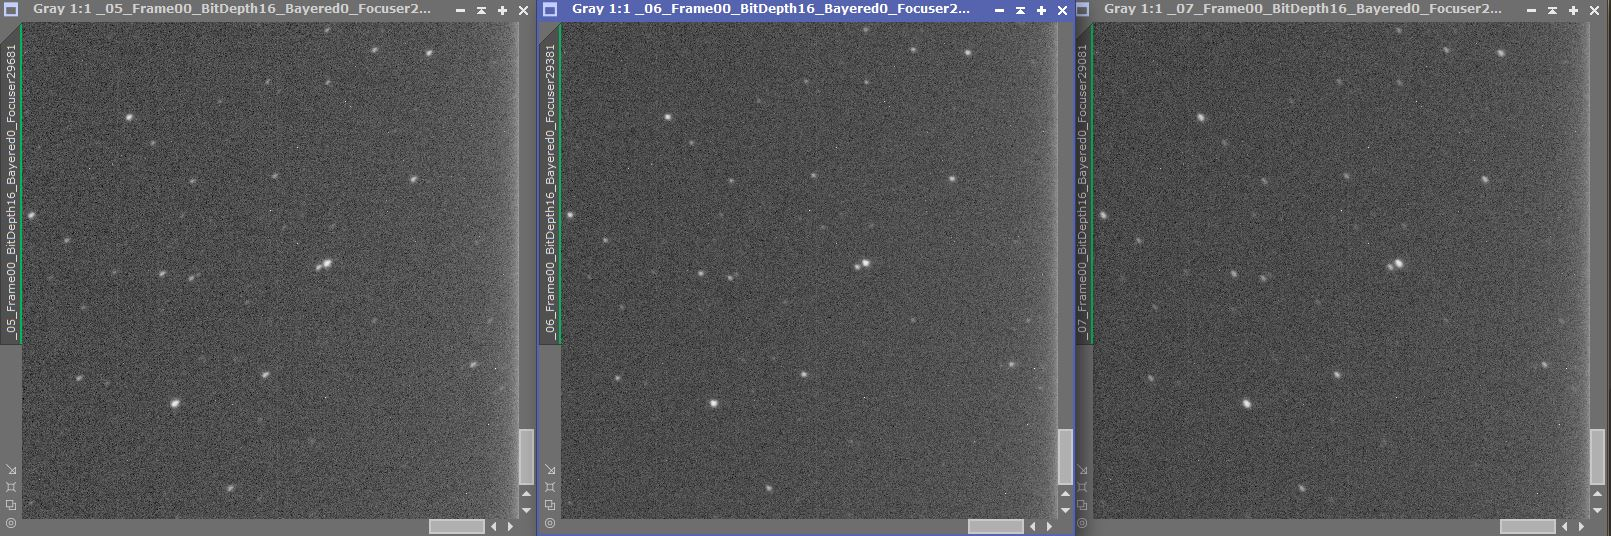 Gray 1:1 _05_Frame00_BitDepth16_Bayered0_Focuser2...
_05_Frame00_BitDepth16_Bayered0_Focuser29681
Gray 1:1 _06_Frame00_BitDepth16_Bayered0_Focuser2...
_06_Frame00_BitDepth16_Bayered0_Focuser29381
Gray 1:1 _07_Frame00_BitDepth16_Bayered0_Focuser2...
_07_Frame00_BitDepth16_Bayered0_Focuser29081